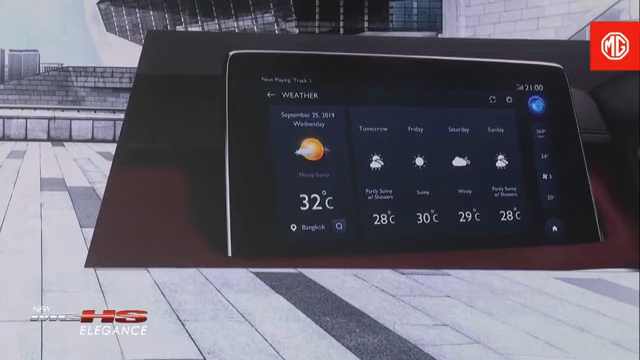 MG
Now Playing: Track 1
21:00
← WEATHER
September 25, 2019
Wednesday
Mostly Sunny
32°C
Bangkok
Tomorrow
Partly Sunny
w/ Showers
28°C
Friday
Sunny
30°C
Saturday
Windy
29°C
Sunday
Partly Sunny
w/ Showers
28°C
NEW
MG HS
ELEGANCE